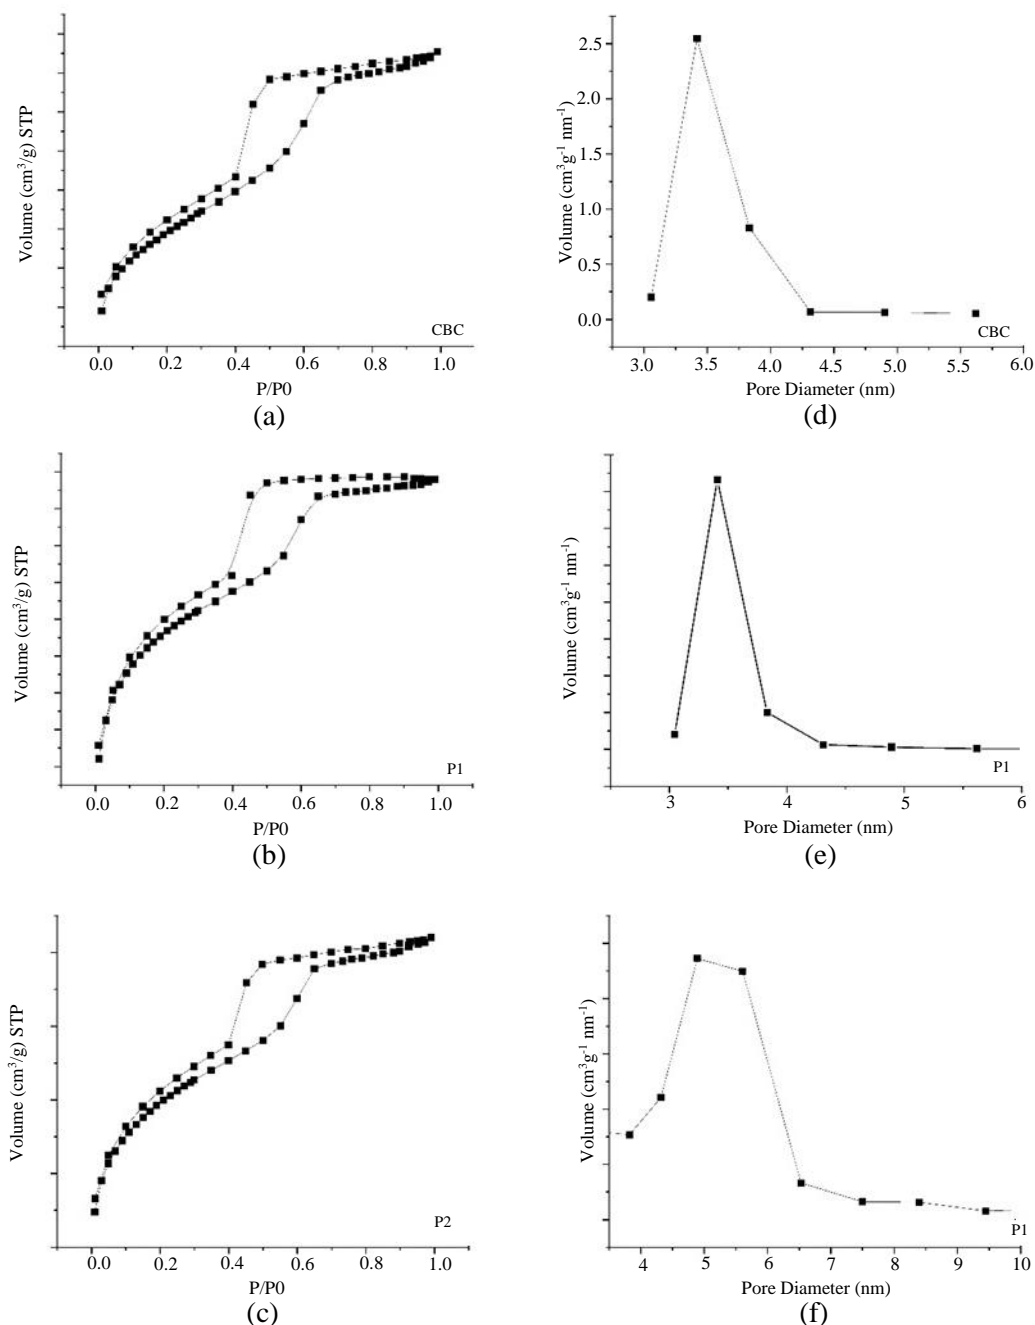 Volume (cm³/g) STP
CBC
0.0 0.2 0.4 0.6 0.8 1.0
P/P0
(a)
Volume (cm³g⁻¹ nm⁻¹)
2.5
2.0
1.5
1.0
0.5
0.0
CBC
3.0 3.5 4.0 4.5 5.0 5.5 6.0
Pore Diameter (nm)
(d)
Volume (cm³/g) STP
P1
0.0 0.2 0.4 0.6 0.8 1.0
P/P0
(b)
Volume (cm³g⁻¹ nm⁻¹)
P1
3 4 5 6
Pore Diameter (nm)
(e)
Volume (cm³/g) STP
P2
0.0 0.2 0.4 0.6 0.8 1.0
P/P0
(c)
Volume (cm³g⁻¹ nm⁻¹)
P1
4 5 6 7 8 9 10
Pore Diameter (nm)
(f)